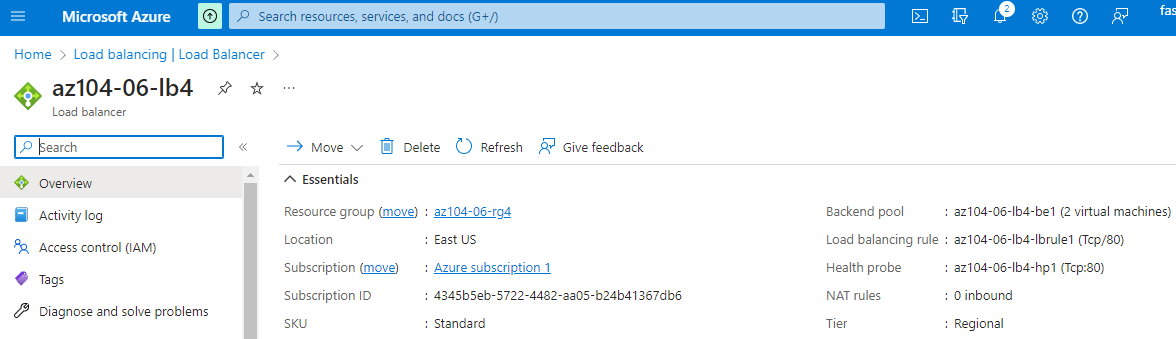 Microsoft Azure
Search resources, services, and docs (G+/)
2
fas
Home > Load balancing | Load Balancer >
az104-06-lb4 ...
Load balancer
Search «
Move Delete Refresh Give feedback
Essentials
Overview
Activity log
Access control (IAM)
Tags
Diagnose and solve problems
Resource group (move) : az104-06-rg4
Location : East US
Subscription (move) : Azure subscription 1
Subscription ID : 4345b5eb-5722-4482-aa05-b24b41367db6
SKU : Standard
Backend pool : az104-06-lb4-be1 (2 virtual machines)
Load balancing rule : az104-06-lb4-lbrule1 (Tcp/80)
Health probe : az104-06-lb4-hp1 (Tcp:80)
NAT rules : 0 inbound
Tier : Regional